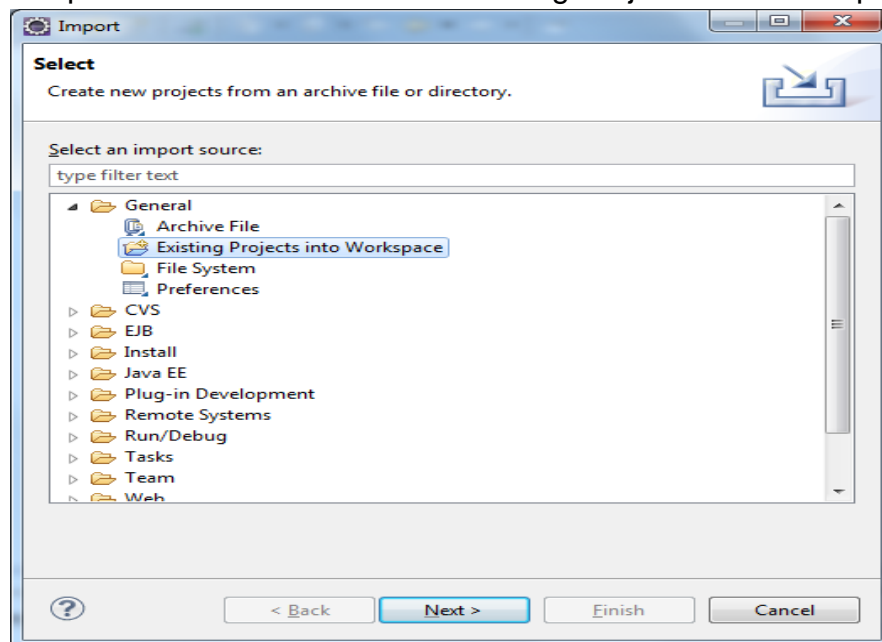 Import
Select
Create new projects from an archive file or directory.
Select an import source:
type filter text
General
Archive File
Existing Projects into Workspace
File System
Preferences
CVS
EJB
Install
Java EE
Plug-in Development
Remote Systems
Run/Debug
Tasks
Team
Web
< Back Next > Finish Cancel